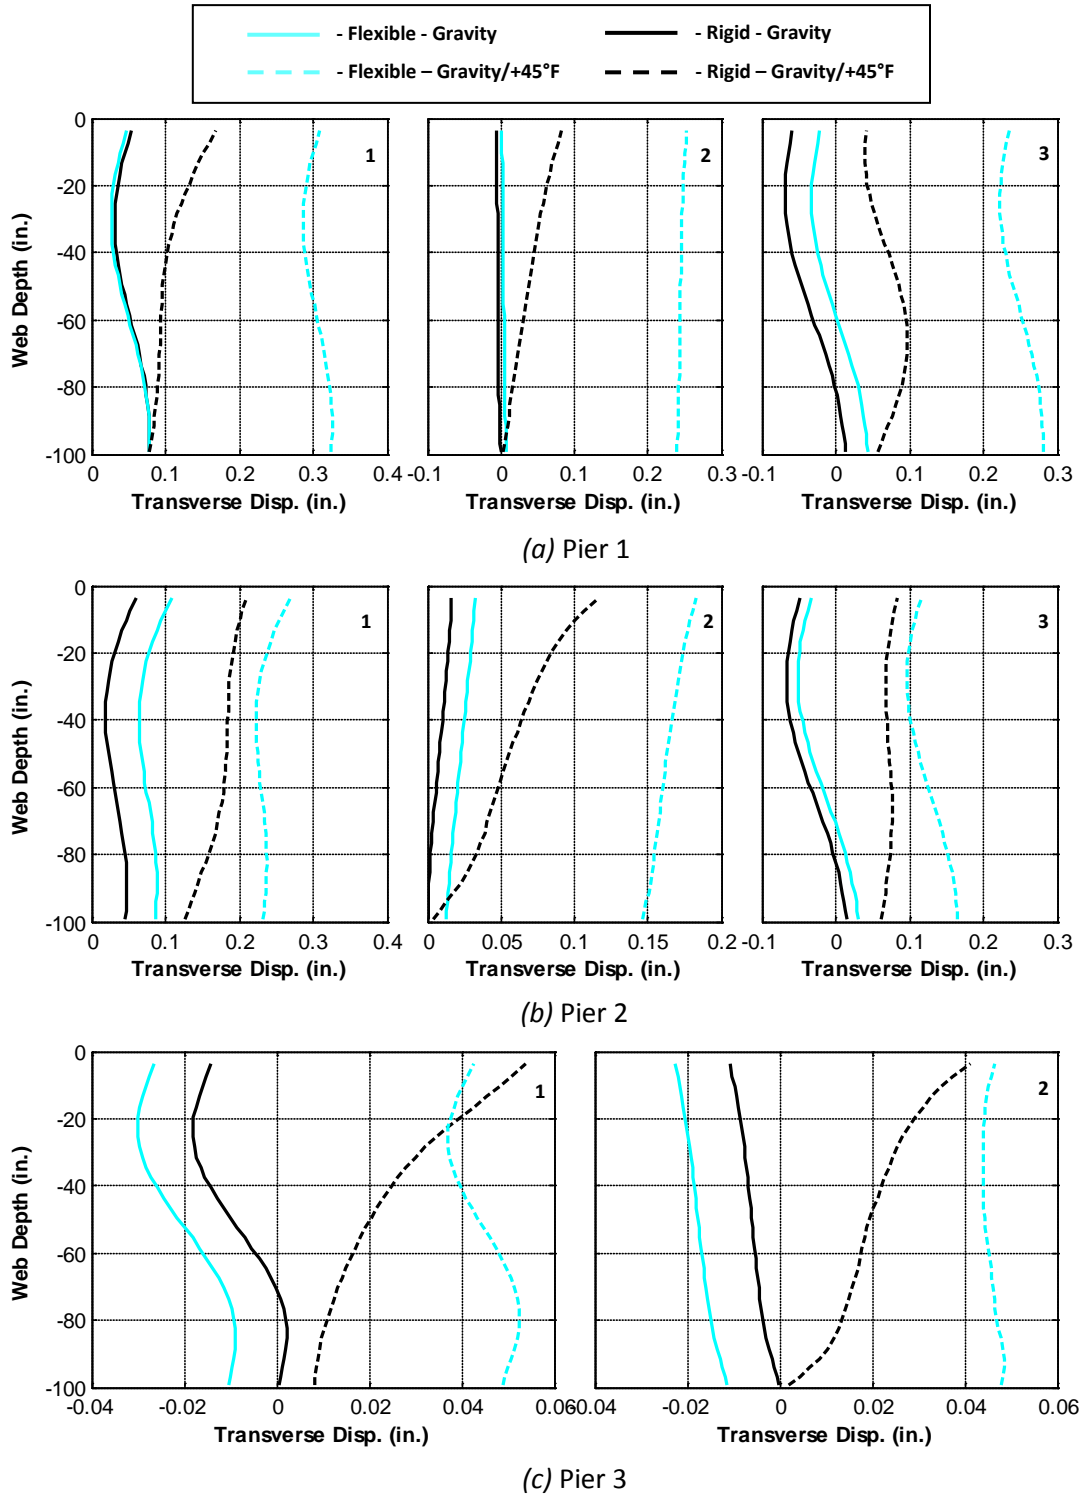 - Flexible - Gravity
- Rigid - Gravity
- Flexible – Gravity/+45°F
- Rigid – Gravity/+45°F
Web Depth (in.)
0
-20
-40
-60
-80
-100
1
0 0.1 0.2 0.3 0.4
Transverse Disp. (in.)
2
-0.1 0 0.1 0.2 0.3
Transverse Disp. (in.)
3
-0.1 0 0.1 0.2 0.3
Transverse Disp. (in.)
(a) Pier 1
Web Depth (in.)
0
-20
-40
-60
-80
-100
1
0 0.1 0.2 0.3 0.4
Transverse Disp. (in.)
2
0 0.05 0.1 0.15 0.2
Transverse Disp. (in.)
3
-0.1 0 0.1 0.2 0.3
Transverse Disp. (in.)
(b) Pier 2
Web Depth (in.)
0
-20
-40
-60
-80
-100
1
-0.04 -0.02 0 0.02 0.04 0.06
Transverse Disp. (in.)
2
-0.04 -0.02 0 0.02 0.04 0.06
Transverse Disp. (in.)
(c) Pier 3